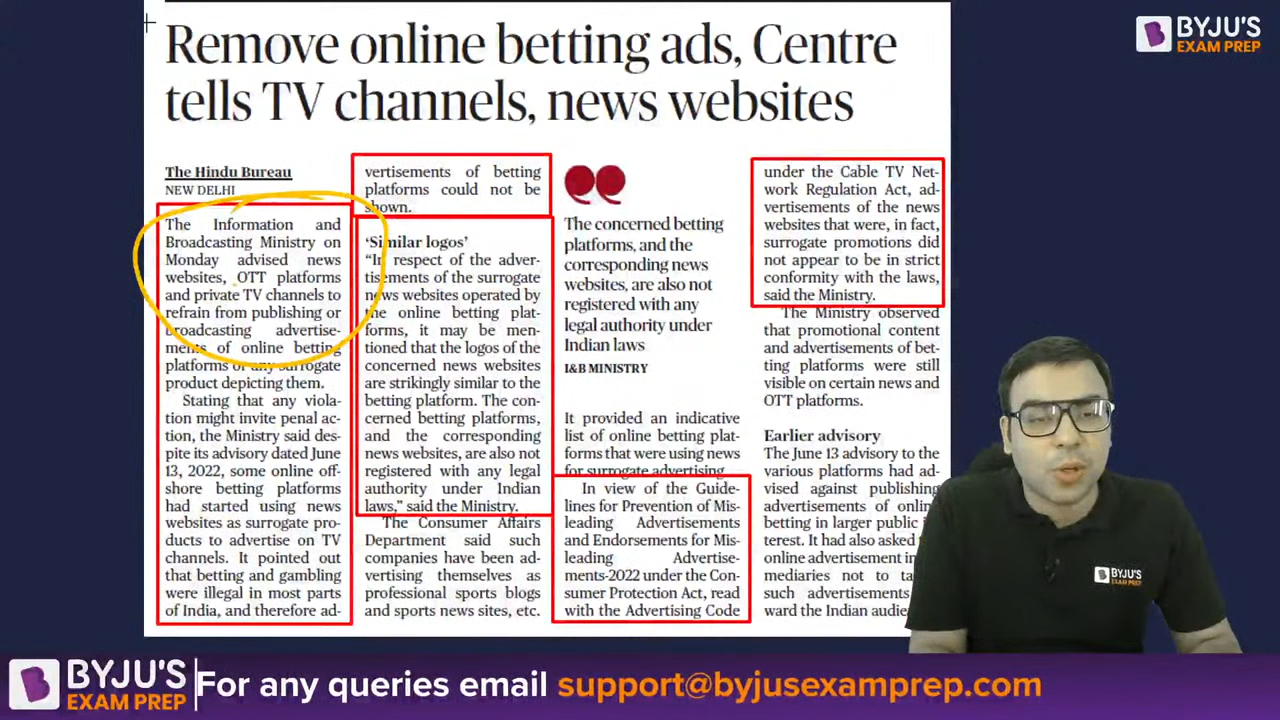 Remove online betting ads, Centre
tells TV channels, news websites
The Hindu Bureau
NEW DELHI
The Information and
Broadcasting Ministry on
Monday advised news
websites, OTT platforms
and private TV channels to
refrain from publishing or
broadcasting advertise-
ments of online betting
platforms or any surrogate
product depicting them.
Stating that any viola-
tion might invite penal ac-
tion, the Ministry said des-
pite its advisory dated June
13, 2022, some online off-
shore betting platforms
had started using news
websites as surrogate pro-
ducts to advertise on TV
channels. It pointed out
that betting and gambling
were illegal in most parts
of India, and therefore ad-
vertisements of betting
platforms could not be
shown.
‘Similar logos’
“In respect of the adver-
tisements of the surrogate
news websites operated by
the online betting plat-
forms, it may be men-
tioned that the logos of the
concerned news websites
are strikingly similar to the
betting platform. The con-
cerned betting platforms,
and the corresponding
news websites, are also not
registered with any legal
authority under Indian
laws,” said the Ministry.
The Consumer Affairs
Department said such
companies have been ad-
vertising themselves as
professional sports blogs
and sports news sites, etc.
The concerned betting
platforms, and the
corresponding news
websites, are also not
registered with any
legal authority under
Indian laws
I&B MINISTRY
It provided an indicative
list of online betting plat-
forms that were using news
for surrogate advertising.
In view of the Guide-
lines for Prevention of Mis-
leading Advertisements
and Endorsements for Mis-
leading Advertise-
ments-2022 under the Con-
sumer Protection Act, read
with the Advertising Code
under the Cable TV Net-
work Regulation Act, ad-
vertisements of the news
websites that were, in fact,
surrogate promotions did
not appear to be in strict
conformity with the laws,
said the Ministry.
The Ministry observed
that promotional content
and advertisements of bet-
ting platforms were still
visible on certain news and
OTT platforms.
Earlier advisory
The June 13 advisory to the
various platforms had ad-
vised against publishing
advertisements of online
betting in larger public
terest. It had also asked
online advertisement
mediaries not to
such advertisements
ward the Indian
BYJU'S
EXAM PREP
BYJU'S
EXAM PREP
BYJU'S
EXAM PREP
For any queries email support@byjusexamprep.com